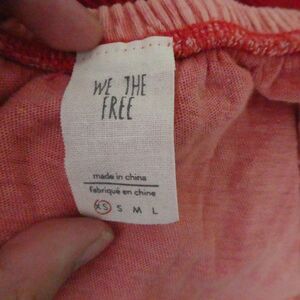 WE THE
FREE
made in china
fabriqué en chine
XS S M L